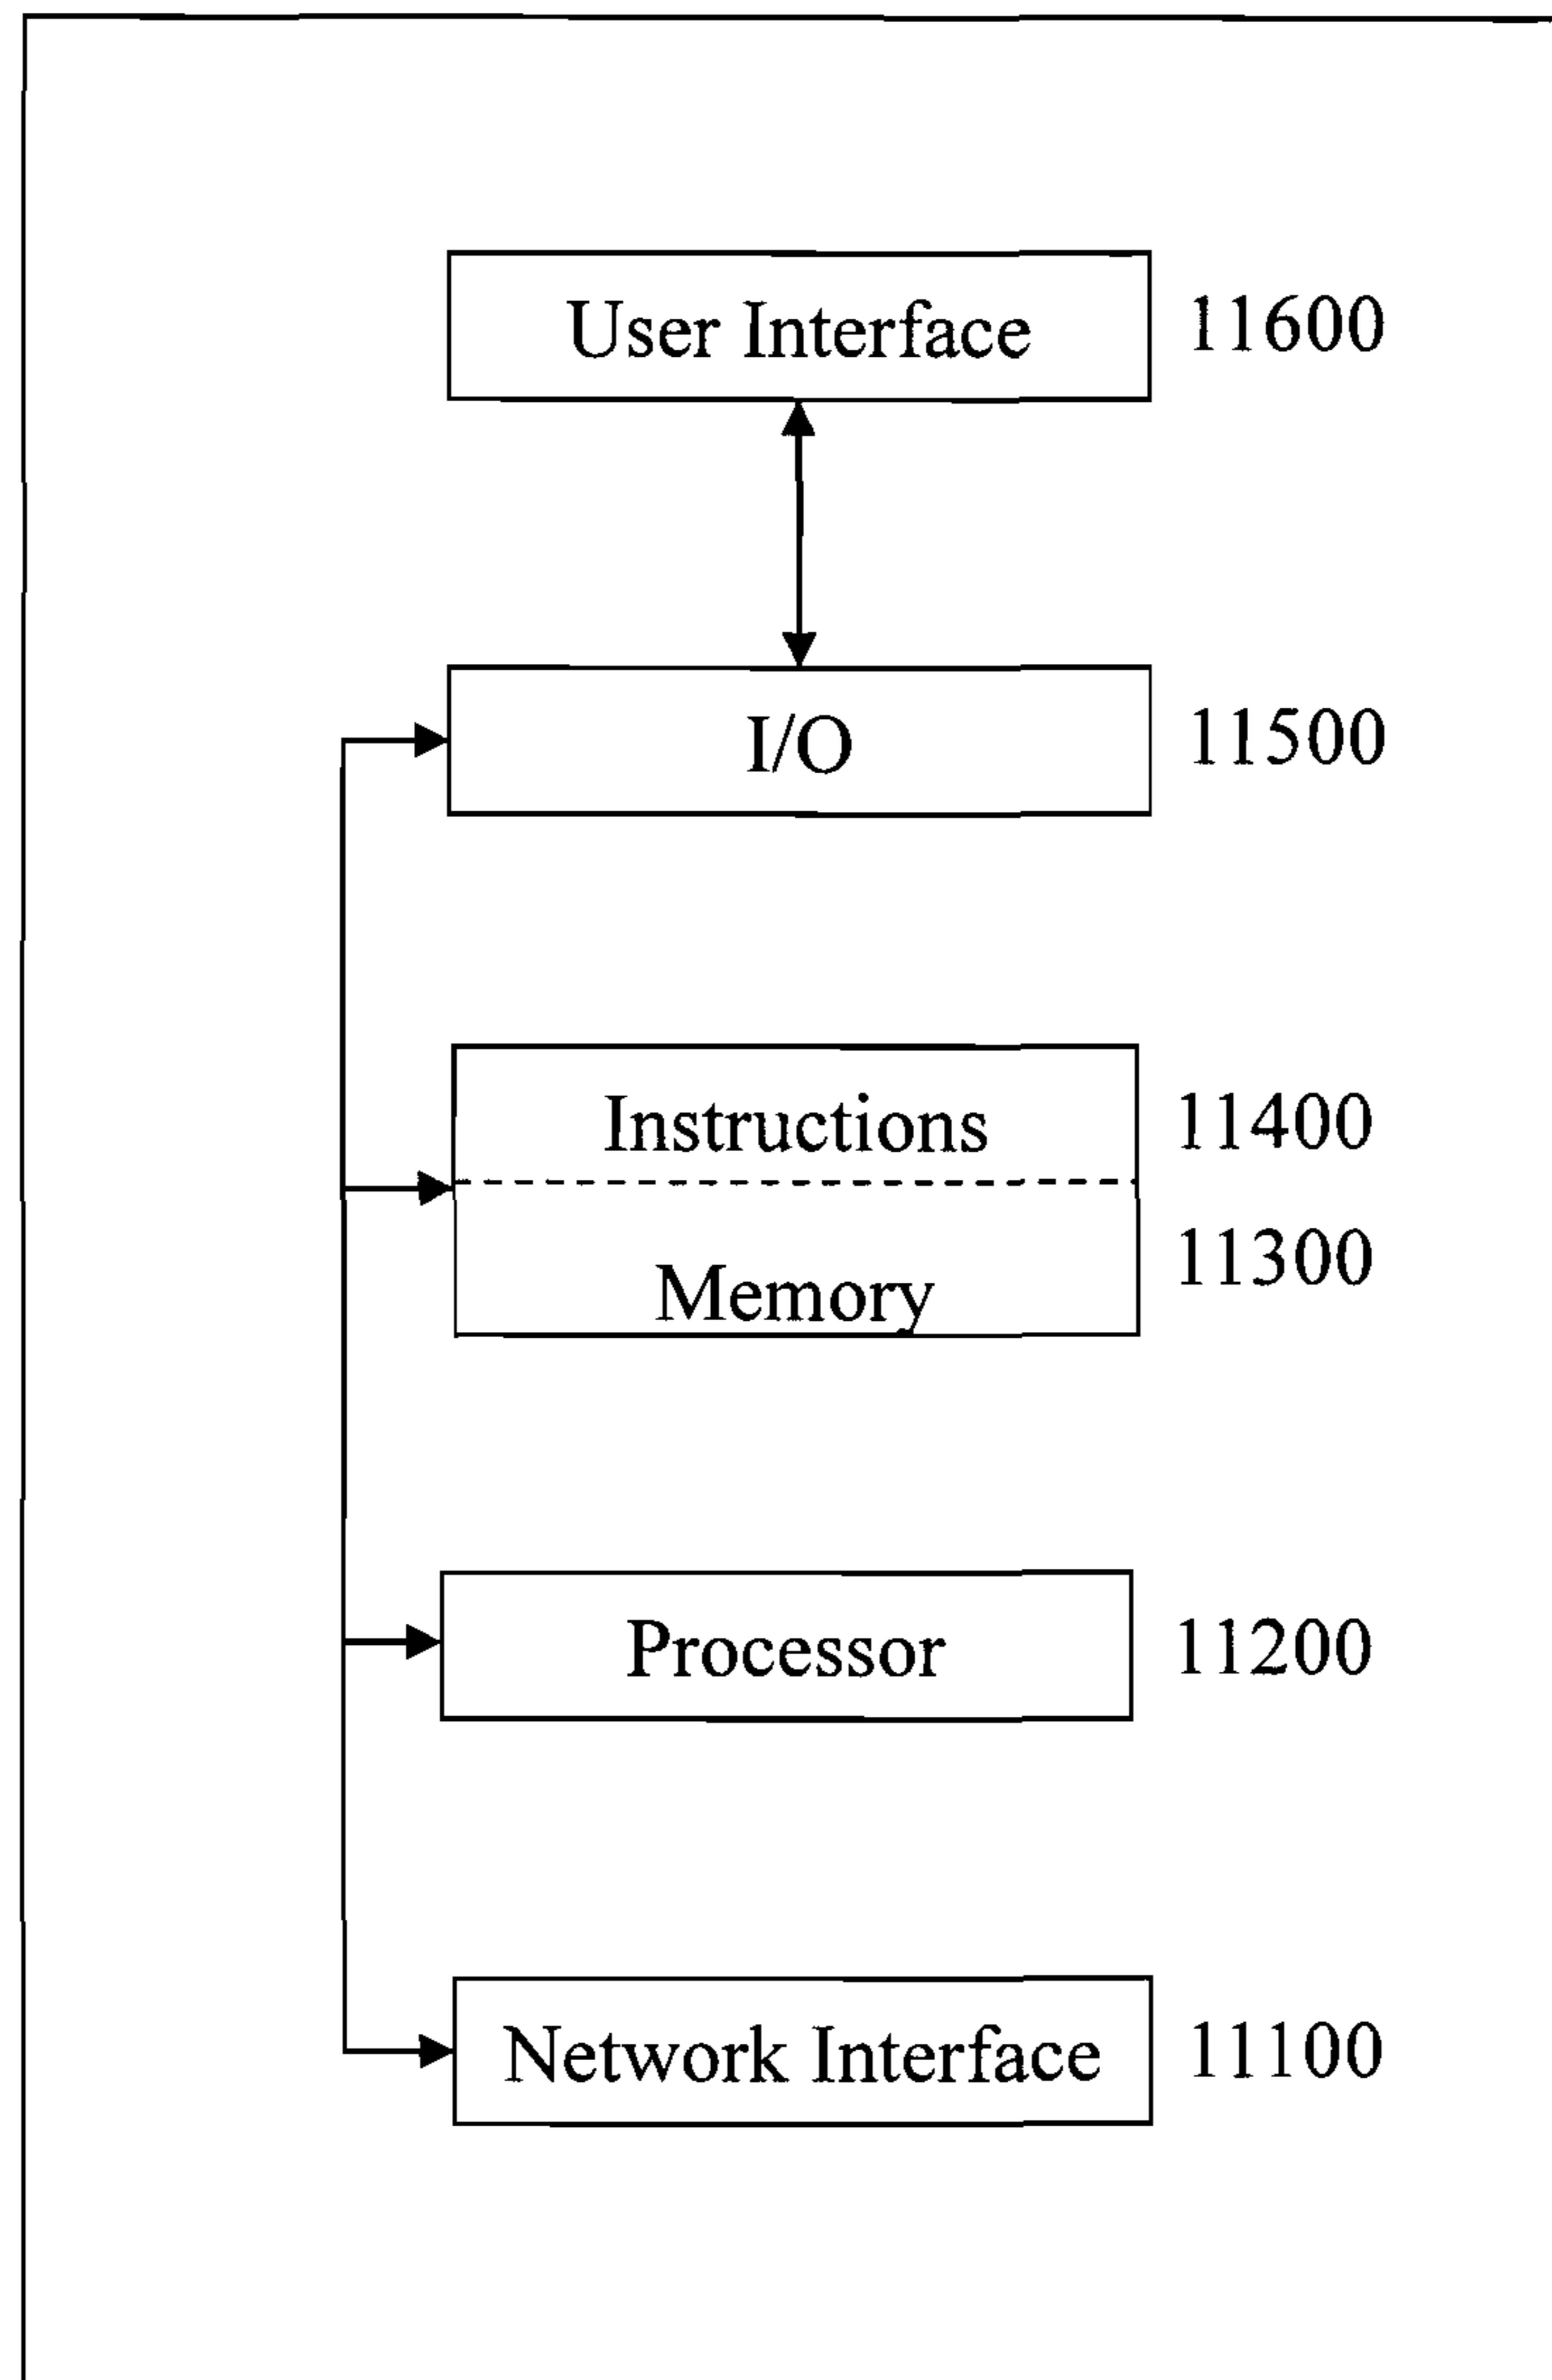 User Interface 11600
I/O 11500
Instructions 11400
Memory 11300
Processor 11200
Network Interface 11100